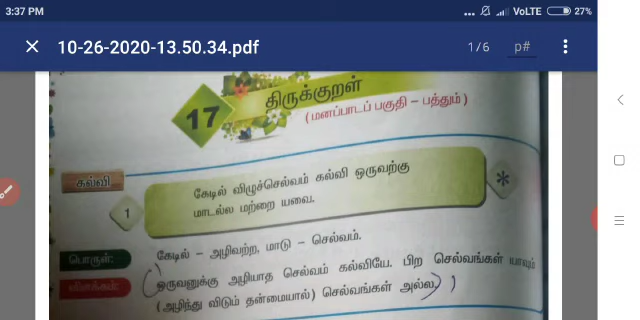 3:37 PM ... VoLTE 27%
10-26-2020-13.50.34.pdf 1/6 p#
17 திருக்குறள்
(மனப்பாடப் பகுதி – பத்தும்)
கல்வி
1 கேடில் விழுச்செல்வம் கல்வி ஒருவற்கு *
மாடல்ல மற்றை யவை.
பொருள்: கேடில் – அழிவற்ற, மாடு – செல்வம்.
விளக்கம்: ஒருவனுக்கு அழியாத செல்வம் கல்வியே. பிற செல்வங்கள் யாவும்
(அழிந்து விடும் தன்மையால்) செல்வங்கள் அல்ல.